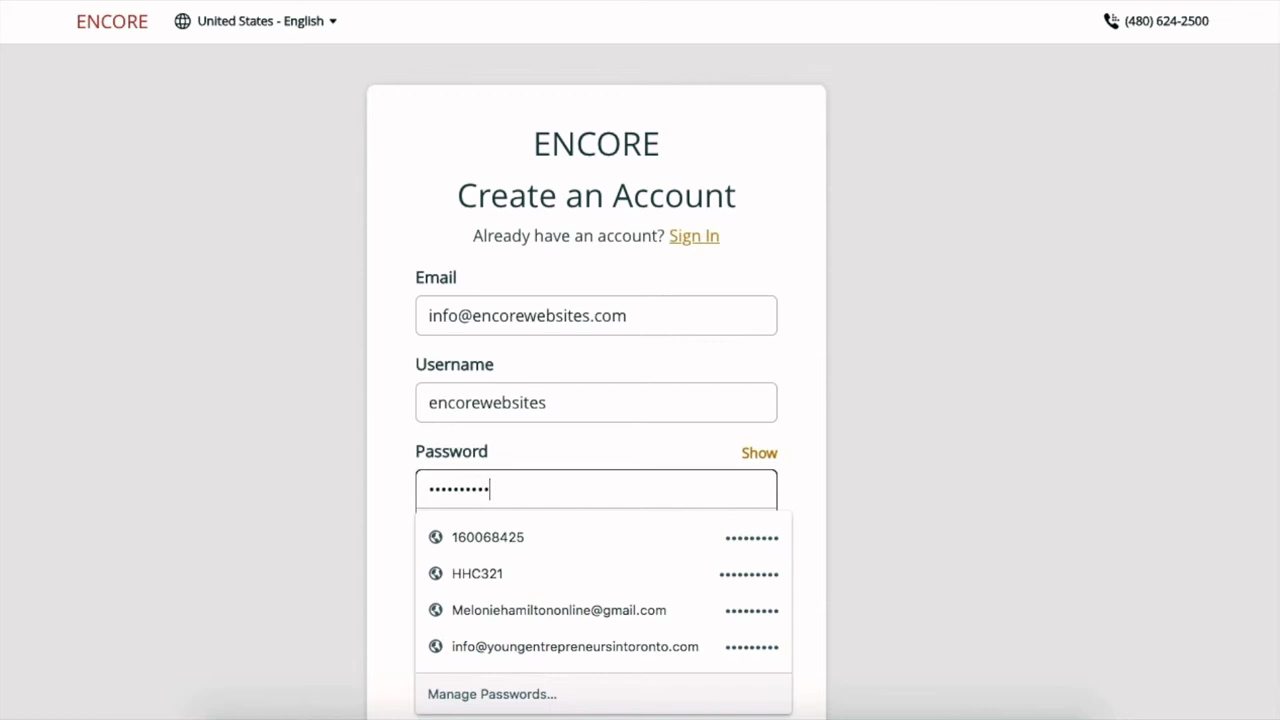 ENCORE United States - English (480) 624-2500
ENCORE
Create an Account
Already have an account? Sign In
Email
info@encorewebsites.com
Username
encorewebsites
Password Show
••••••••••
160068425 •••••••••
HHC321 ••••••••••
Meloniehamiltononline@gmail.com •••••••••
info@youngentrepreneursintoronto.com •••••••••
Manage Passwords...